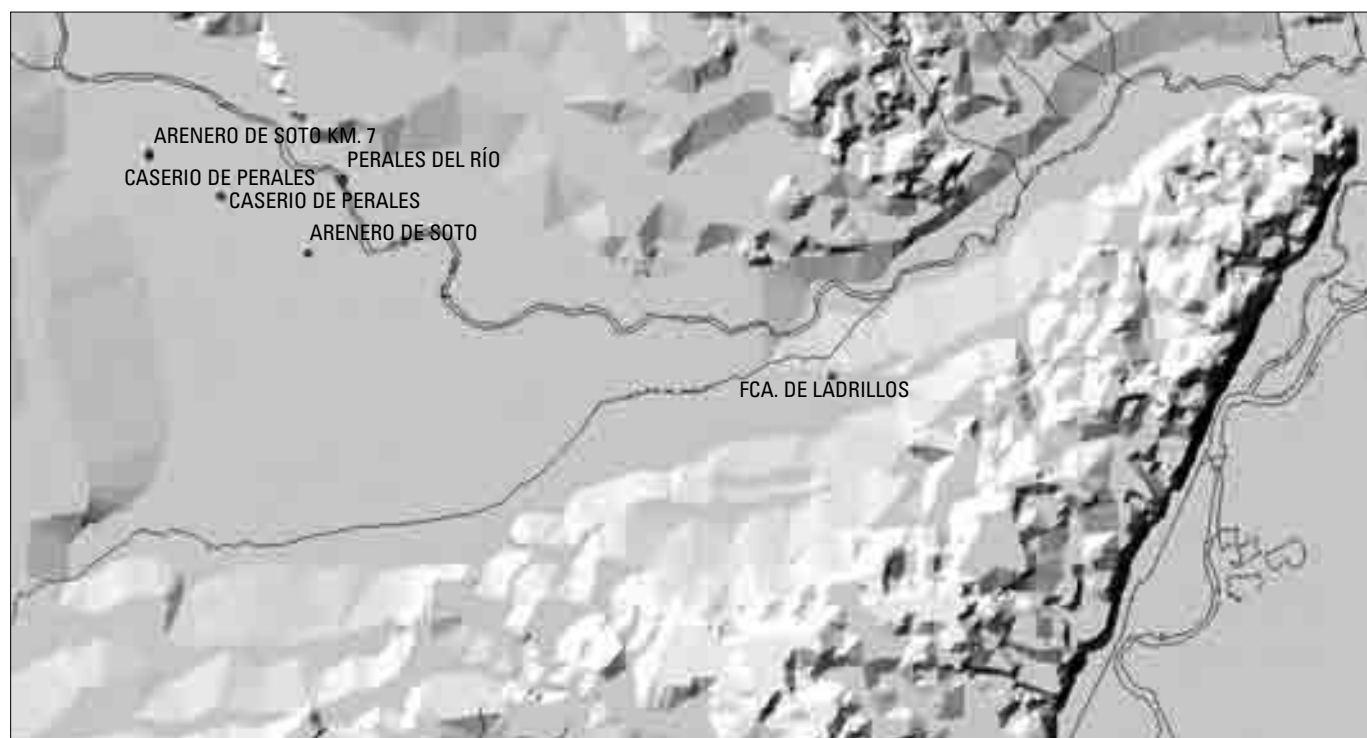 ARENERO DE SOTO KM. 7
PERALES DEL RÍO
CASERIO DE PERALES
CASERIO DE PERALES
ARENERO DE SOTO
FCA. DE LADRILLOS